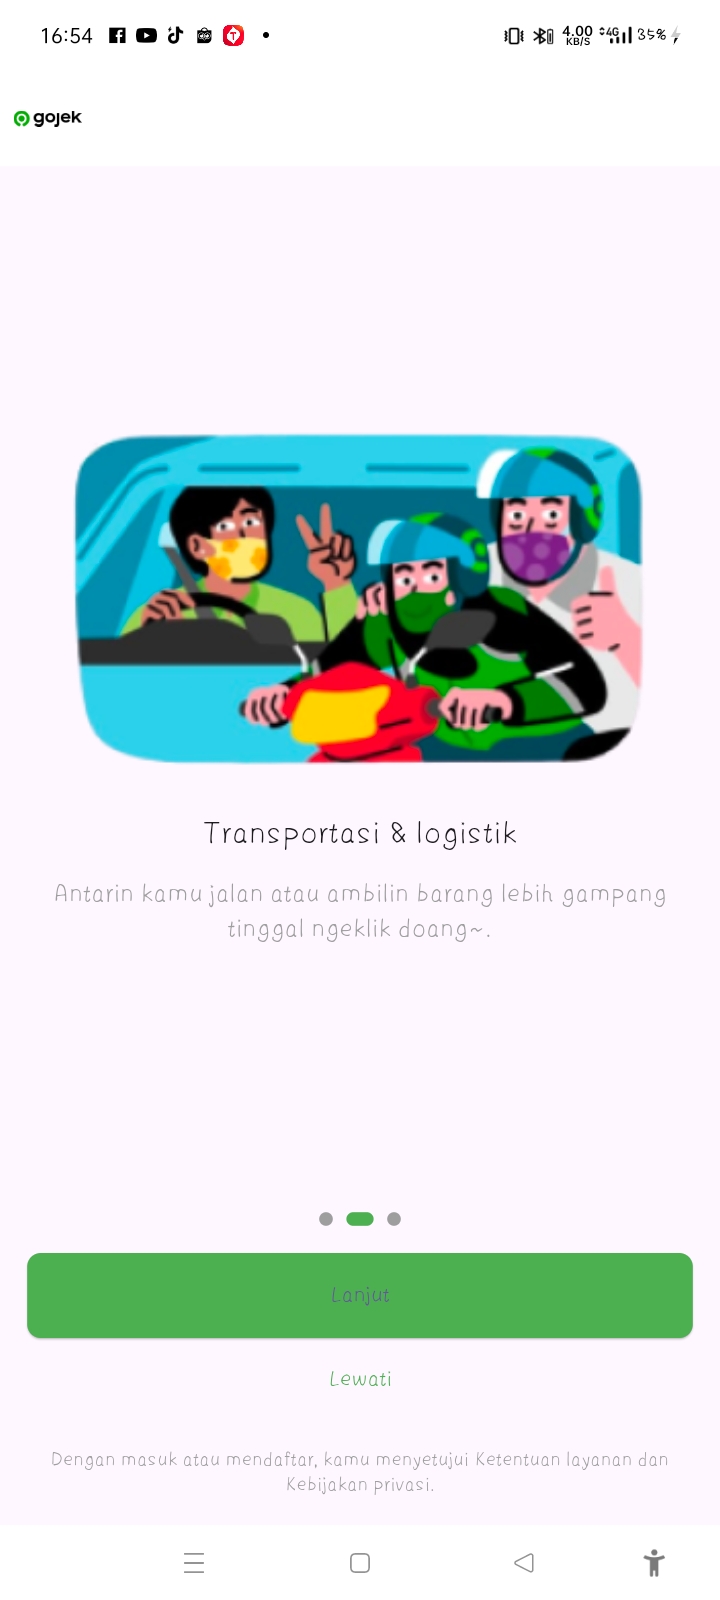 16:54
4.00
KB/S
4G
35%
gojek
Transportasi & logistik
Antarin kamu jalan atau ambilin barang lebih gampang
tinggal ngeklik doang~.
Lanjut
Lewati
Dengan masuk atau mendaftar, kamu menyetujui Ketentuan layanan dan
Kebijakan privasi.